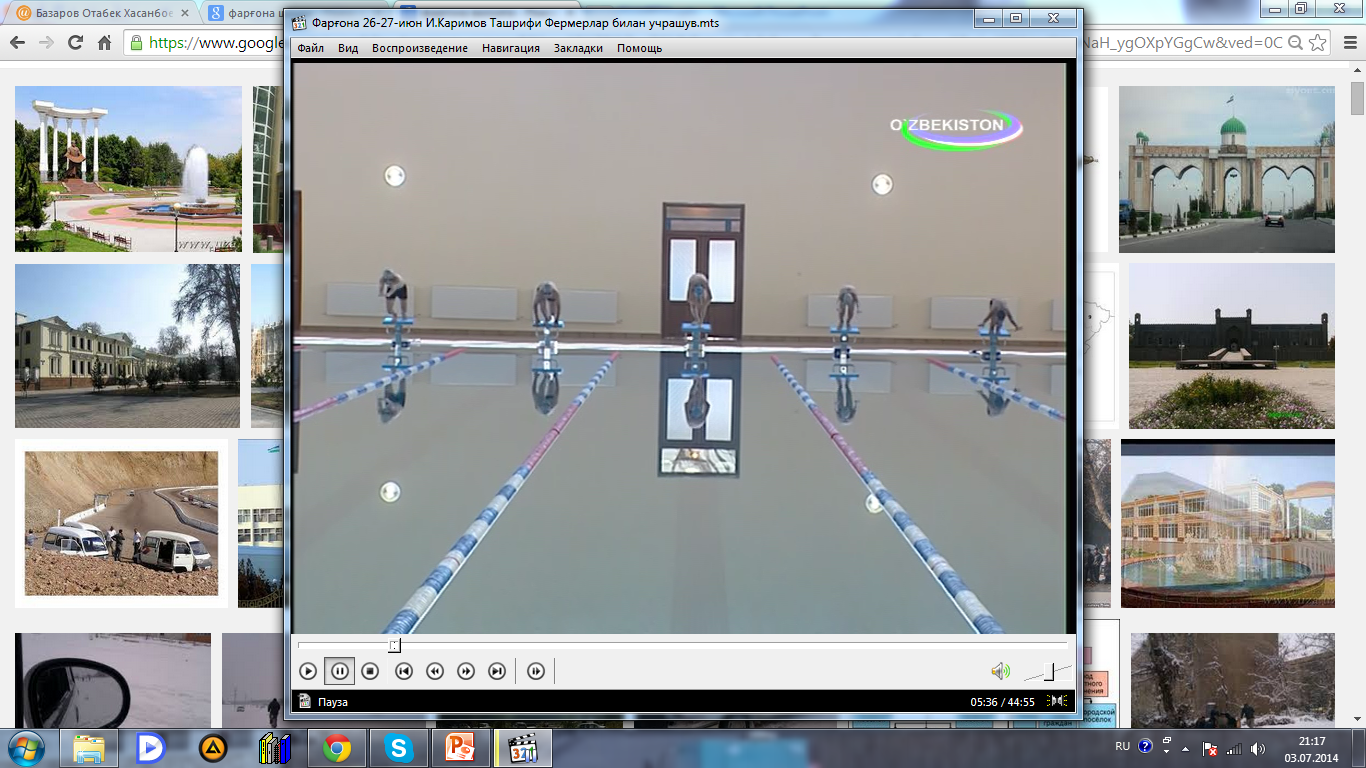 Базаров Отабек Хасанбое
фарғона ш
https://www.google
NaH_ygOXpYGgCw&ved=0C
Фарғона 26-27-июн И.Каримов Ташрифи Фермерлар билан учрашув.mts
Файл Вид Воспроизведение Навигация Закладки Помощь
O'ZBEKISTON
Пауза
05:36 / 44:55
RU
21:17
03.07.2014